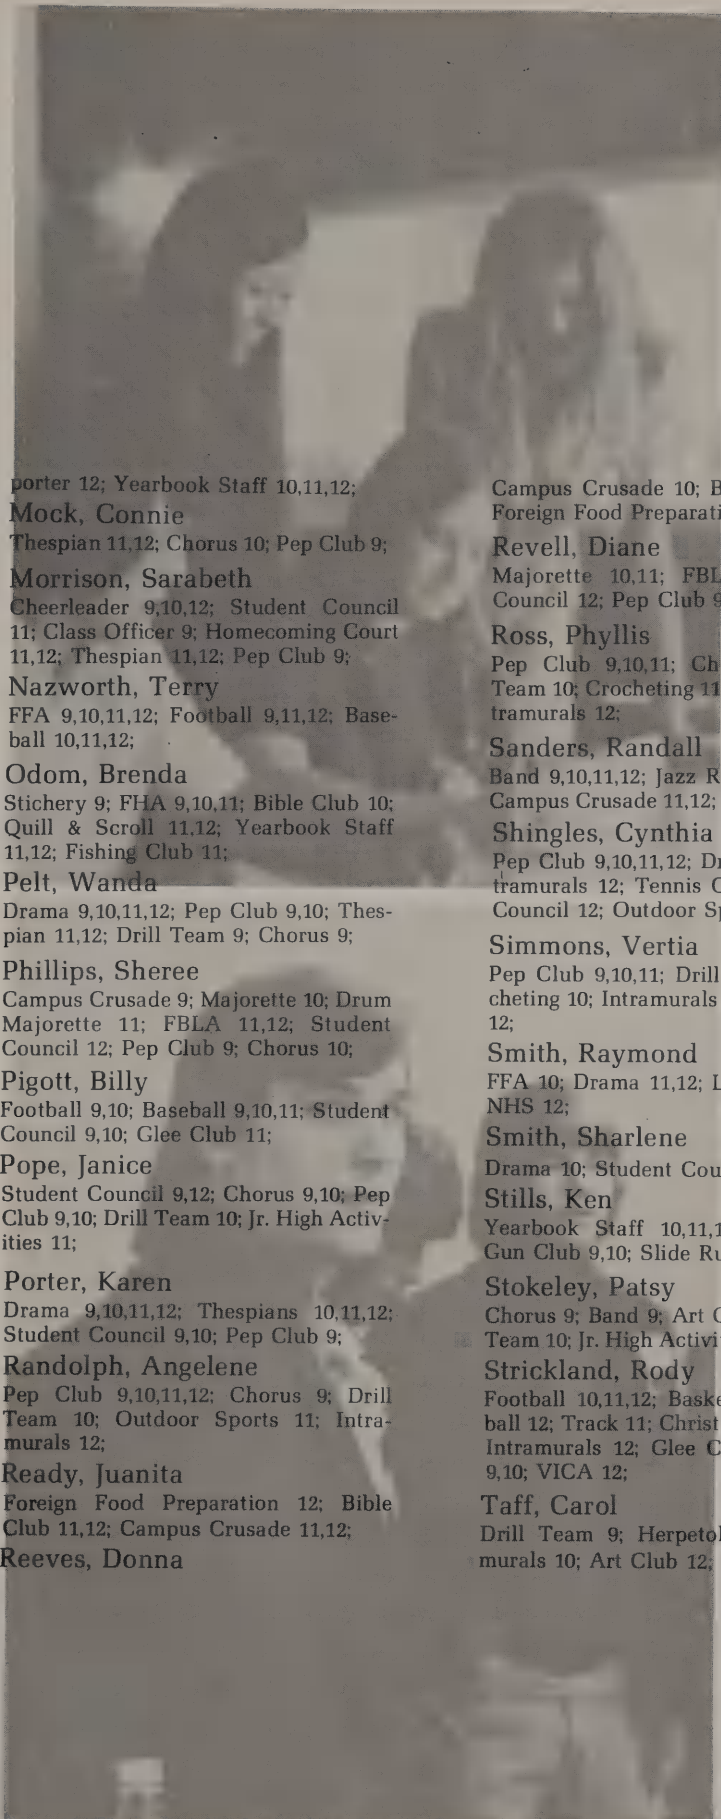 porter 12; Yearbook Staff 10,11,12;
Mock, Connie
Thespian 11,12; Chorus 10; Pep Club 9;
Morrison, Sarabeth
Cheerleader 9,10,12; Student Council
11; Class Officer 9; Homecoming Court
11,12; Thespian 11,12; Pep Club 9;
Nazworth, Terry
FFA 9,10,11,12; Football 9,11,12; Base-
ball 10,11,12;
Odom, Brenda
Stichery 9; FHA 9,10,11; Bible Club 10;
Quill & Scroll 11,12; Yearbook Staff
11,12; Fishing Club 11;
Pelt, Wanda
Drama 9,10,11,12; Pep Club 9,10; Thes-
pian 11,12; Drill Team 9; Chorus 9;
Phillips, Sheree
Campus Crusade 9; Majorette 10; Drum
Majorette 11; FBLA 11,12; Student
Council 12; Pep Club 9; Chorus 10;
Pigott, Billy
Football 9,10; Baseball 9,10,11; Student
Council 9,10; Glee Club 11;
Pope, Janice
Student Council 9,12; Chorus 9,10; Pep
Club 9,10; Drill Team 10; Jr. High Activ-
ities 11;
Porter, Karen
Drama 9,10,11,12; Thespians 10,11,12;
Student Council 9,10; Pep Club 9;
Randolph, Angelene
Pep Club 9,10,11,12; Chorus 9; Drill
Team 10; Outdoor Sports 11; Intra-
murals 12;
Ready, Juanita
Foreign Food Preparation 12; Bible
Club 11,12; Campus Crusade 11,12;
Reeves, Donna
Campus Crusade 10; B
Foreign Food Preparati
Revell, Diane
Majorette 10,11; FBL
Council 12; Pep Club 9
Ross, Phyllis
Pep Club 9,10,11; Ch
Team 10; Crocheting 11
tramurals 12;
Sanders, Randall
Band 9,10,11,12; Jazz R
Campus Crusade 11,12;
Shingles, Cynthia
Pep Club 9,10,11,12; Dr
tramurals 12; Tennis C
Council 12; Outdoor Sp
Simmons, Vertia
Pep Club 9,10,11; Drill
cheting 10; Intramurals
12;
Smith, Raymond
FFA 10; Drama 11,12; L
NHS 12;
Smith, Sharlene
Drama 10; Student Cou
Stills, Ken
Yearbook Staff 10,11,1
Gun Club 9,10; Slide Ru
Stokeley, Patsy
Chorus 9; Band 9; Art C
Team 10; Jr. High Activi
Strickland, Rody
Football 10,11,12; Baske
ball 12; Track 11; Christ
Intramurals 12; Glee C
9,10; VICA 12;
Taff, Carol
Drill Team 9; Herpetol
murals 10; Art Club 12;